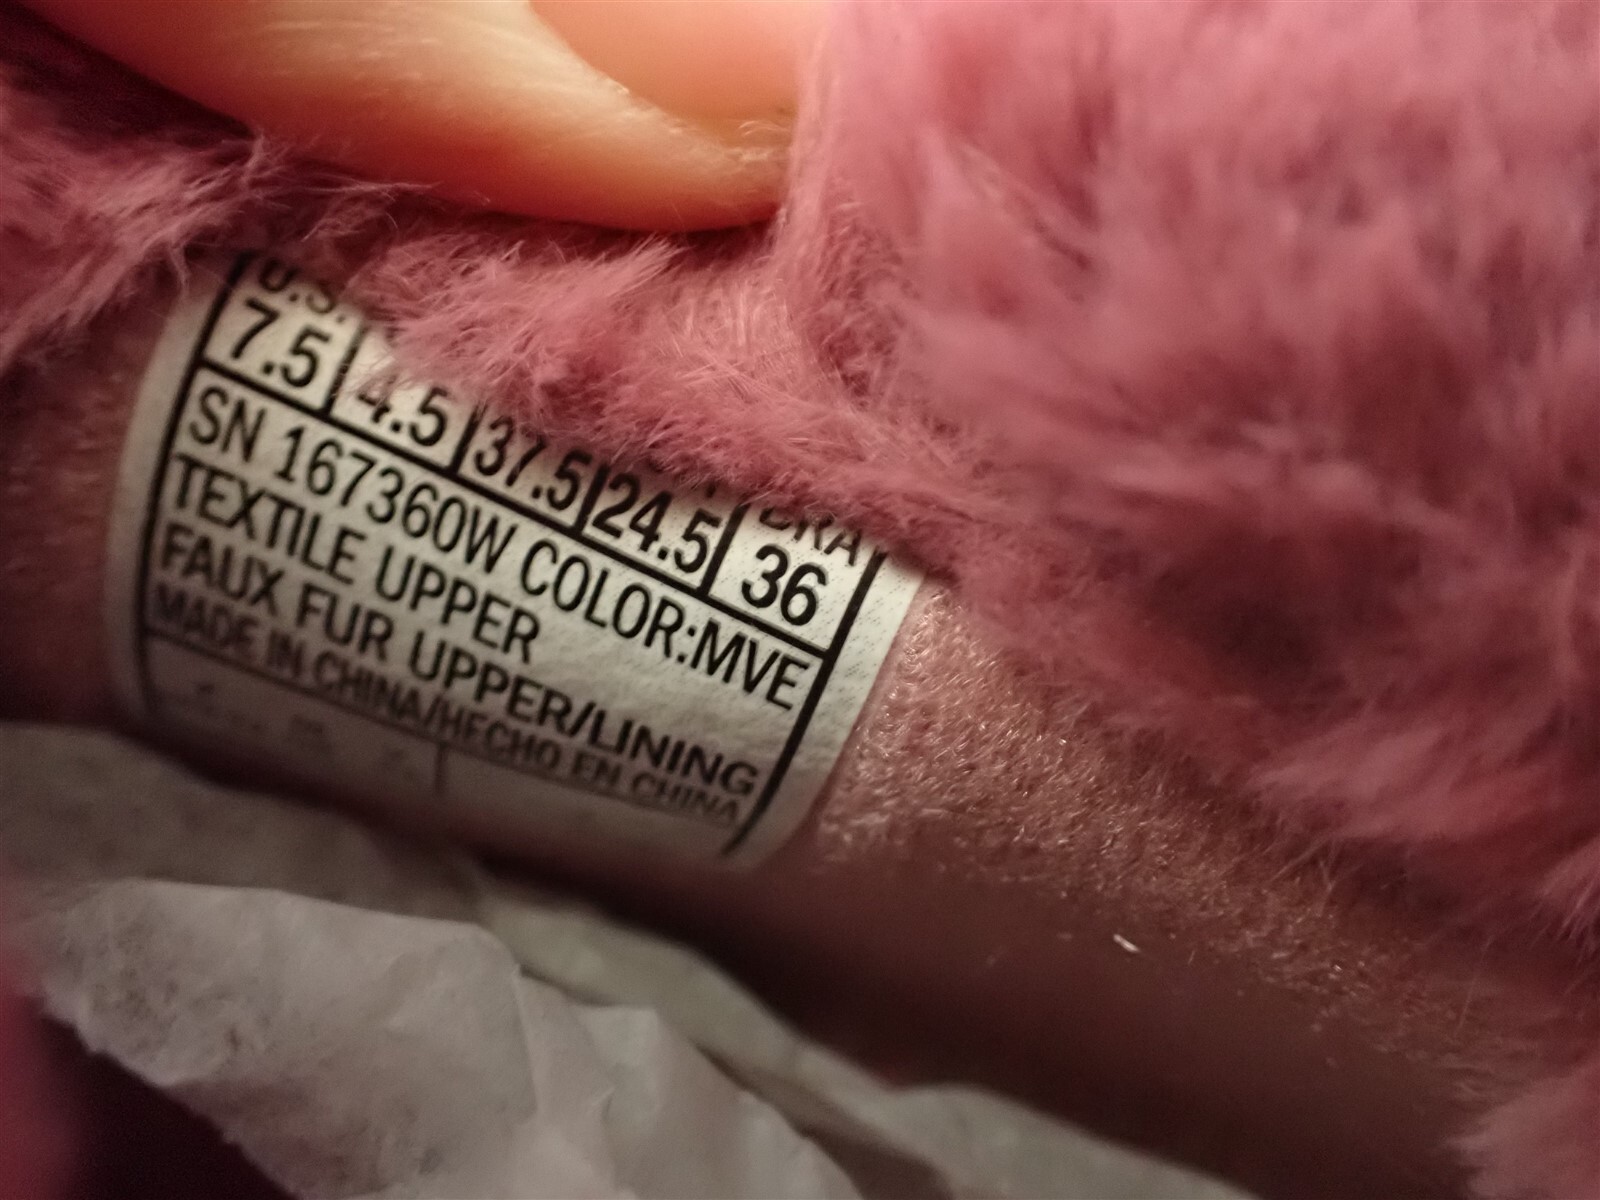 U.S.
7.5 4.5 37.5 24.5 36
SN 167360W COLOR:MVE
TEXTILE UPPER
FAUX FUR UPPER/LINING
MADE IN CHINA/HECHO EN CHINA